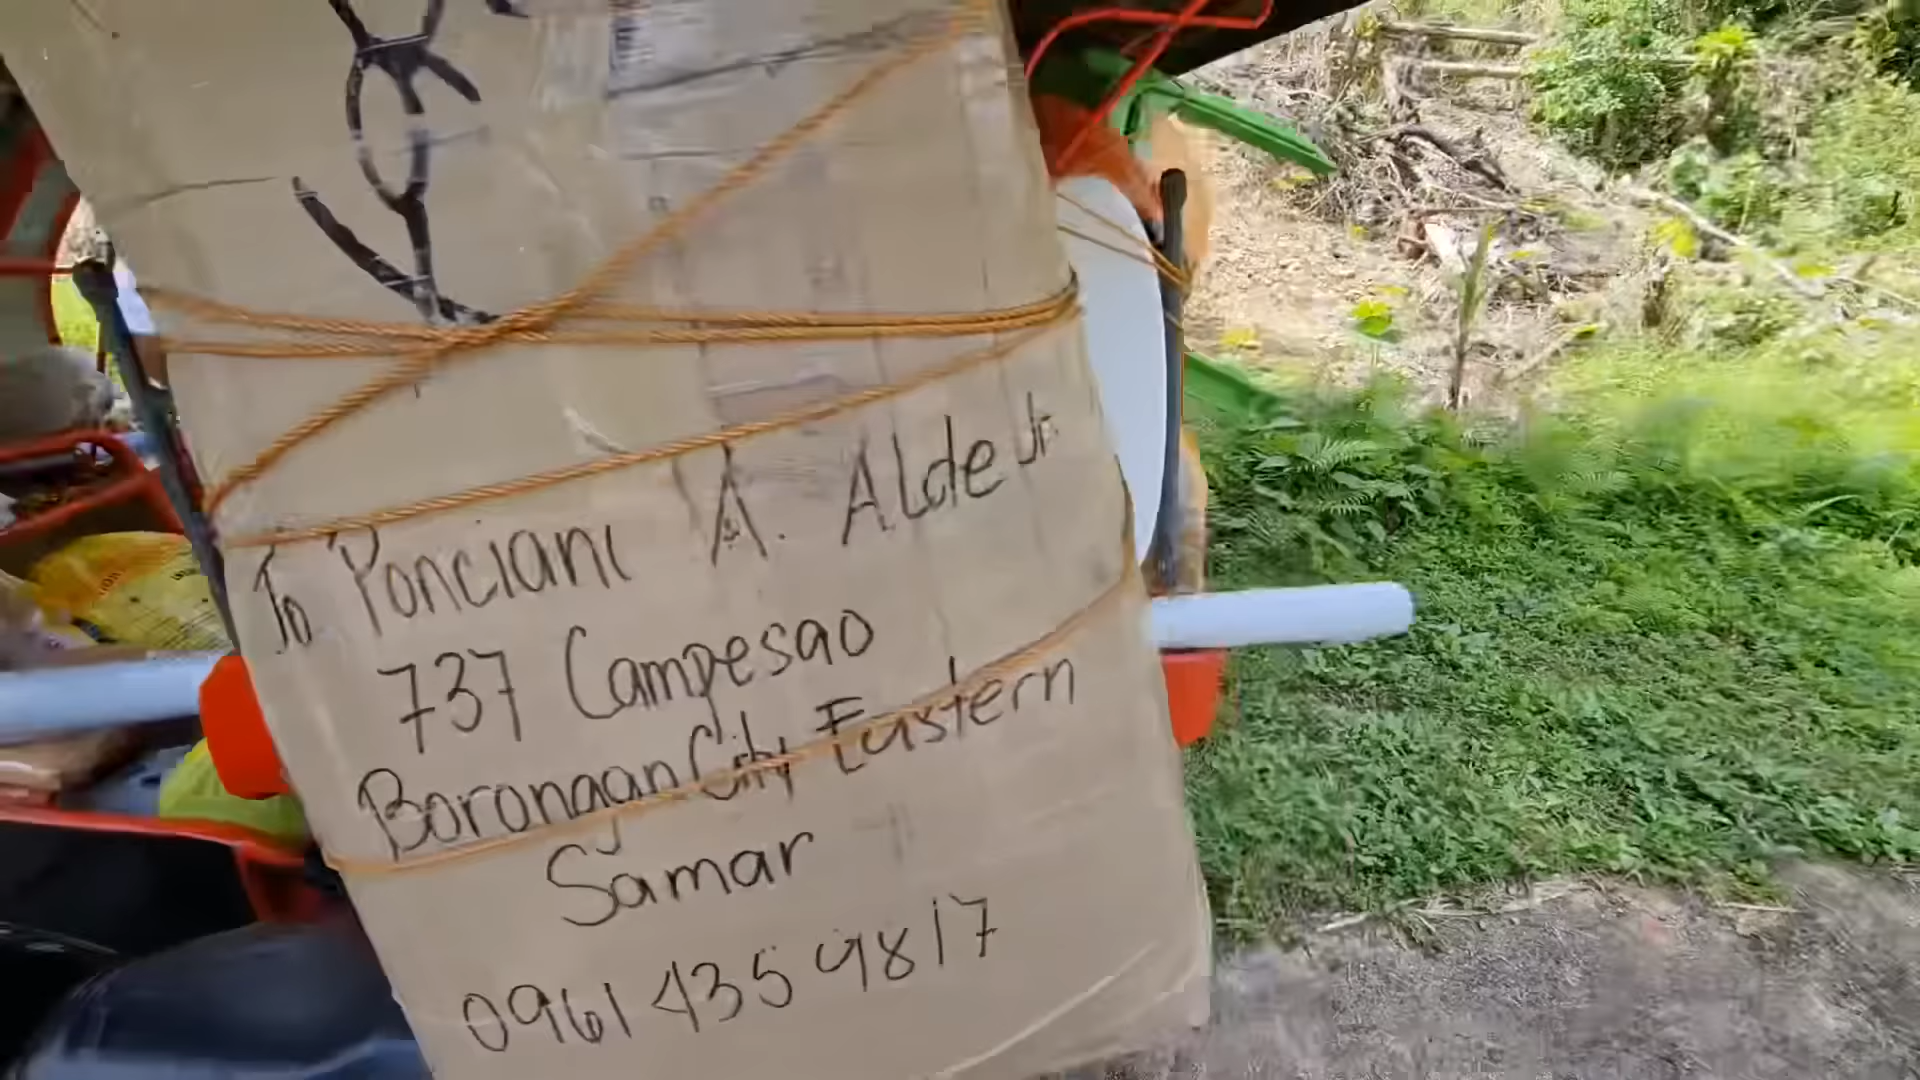 To Ponciani A. Alde Jr.
737 Campesao
Borongan City Eastern
Samar
0961 435 9817